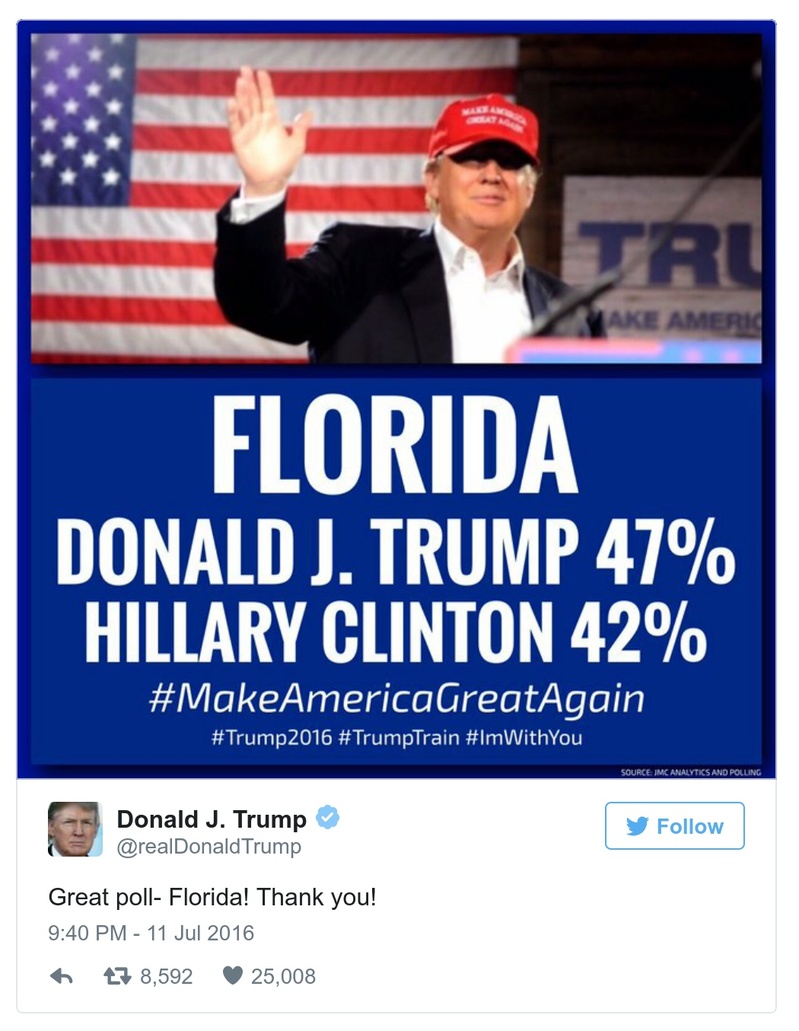 MAKE AMERICA
GREAT AGAIN
TRU
AKE AMERIC
FLORIDA
DONALD J. TRUMP 47%
HILLARY CLINTON 42%
#MakeAmericaGreatAgain
#Trump2016 #TrumpTrain #ImWithYou
SOURCE: JMC ANALYTICS AND POLLING
Donald J. Trump
@realDonaldTrump
Follow
Great poll- Florida! Thank you!
9:40 PM - 11 Jul 2016
8,592 25,008